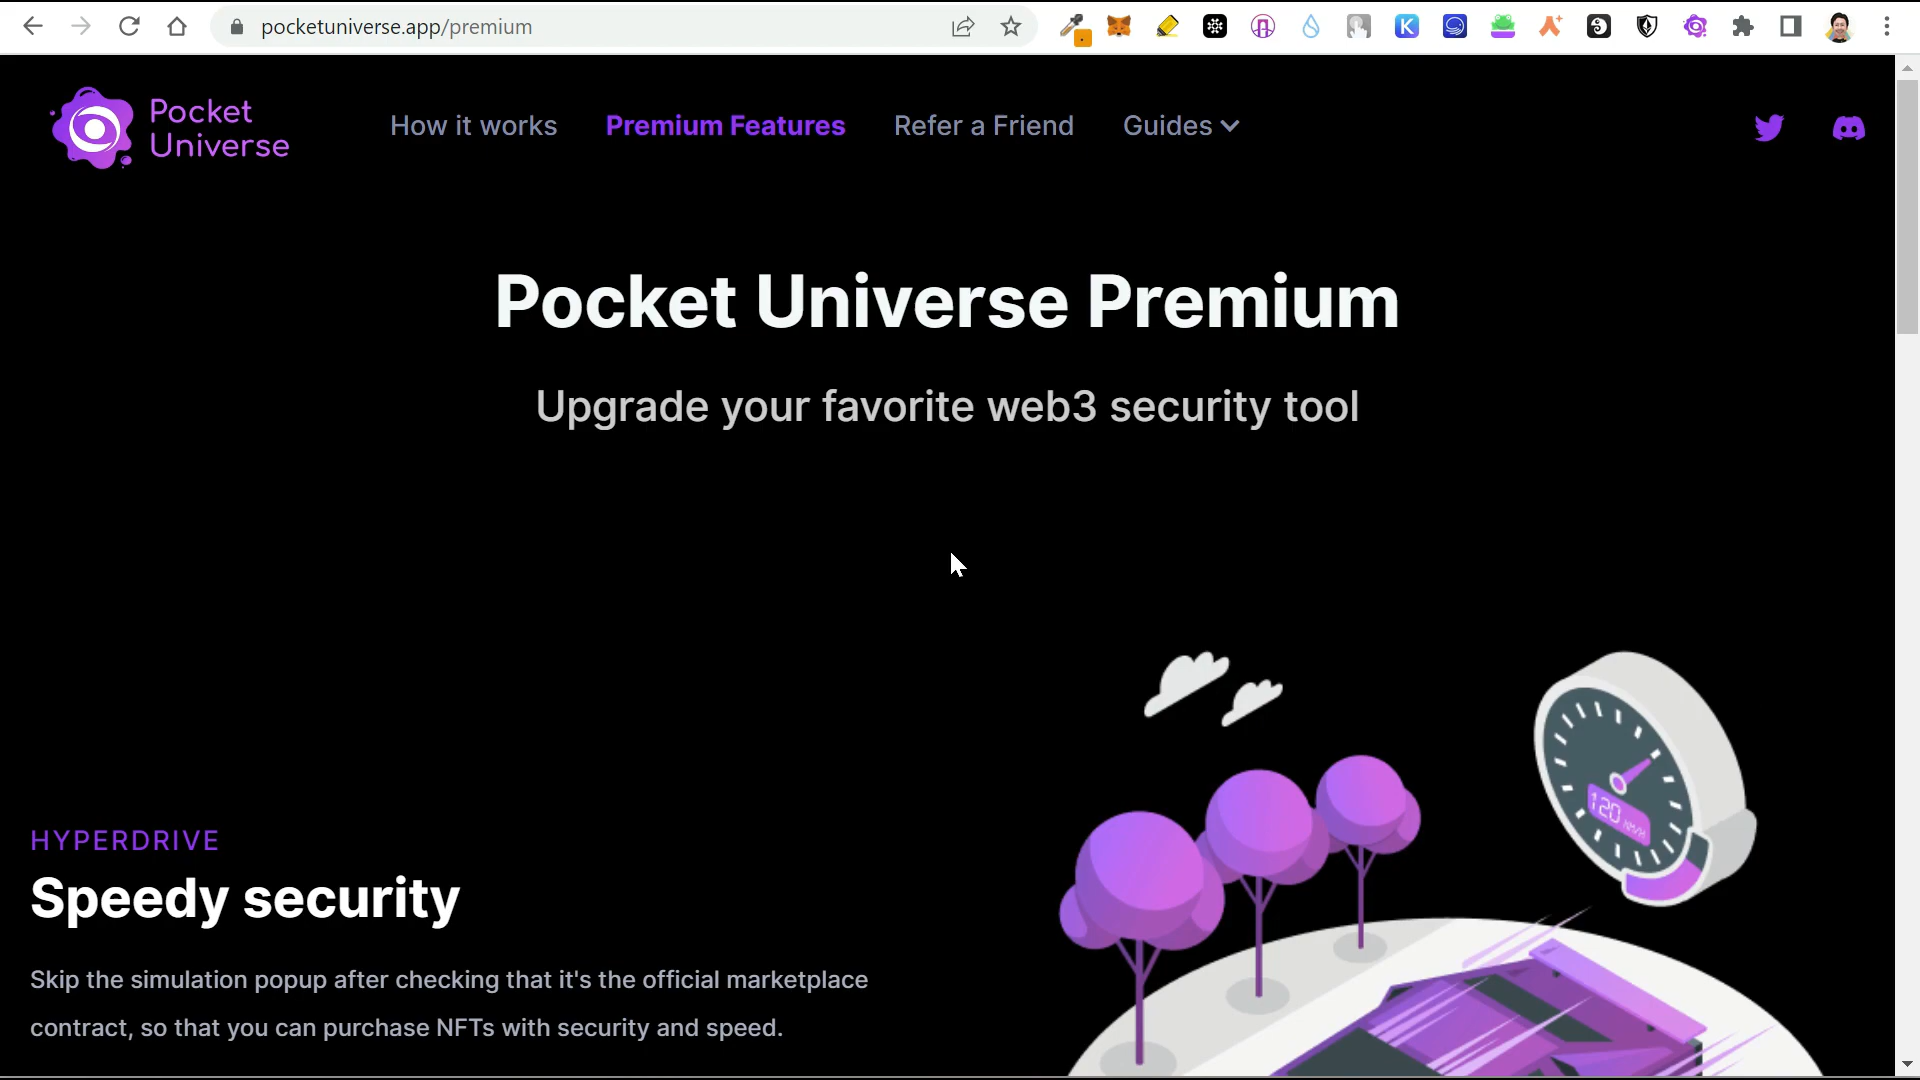 pocketuniverse.app/premium
Pocket
Universe
How it works
Premium Features
Refer a Friend
Guides
Pocket Universe Premium
Upgrade your favorite web3 security tool
120 KM/H
HYPERDRIVE
Speedy security
Skip the simulation popup after checking that it's the official marketplace
contract, so that you can purchase NFTs with security and speed.